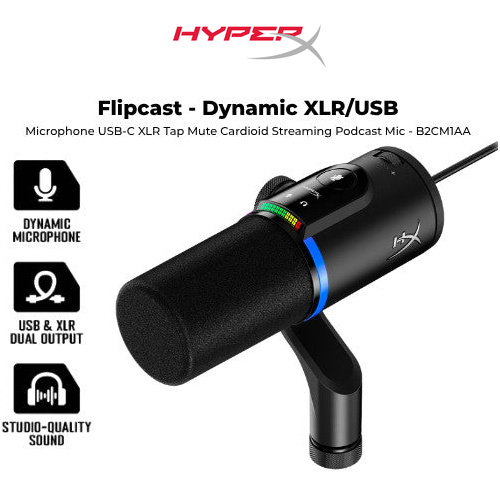 HYPERX
Flipcast - Dynamic XLR/USB
Microphone USB-C XLR Tap Mute Cardioid Streaming Podcast Mic - B2CM1AA
DYNAMIC
MICROPHONE
USB & XLR
DUAL OUTPUT
STUDIO-QUALITY
SOUND
HX